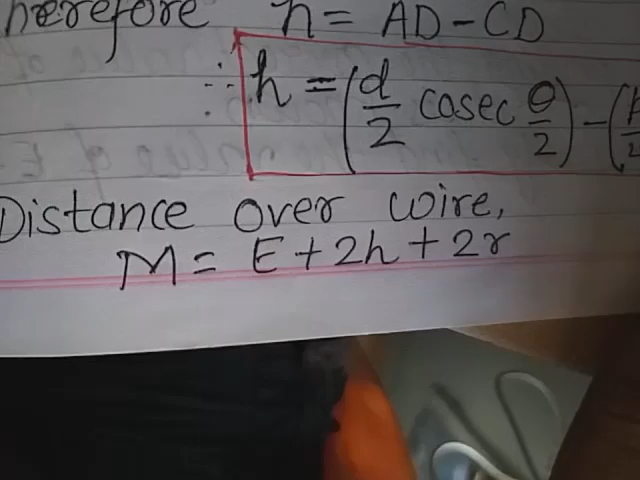 herefore h = AD - CD
∴ h = (d/2 cosec θ/2) - (
Distance over wire,
M = E + 2h + 2r